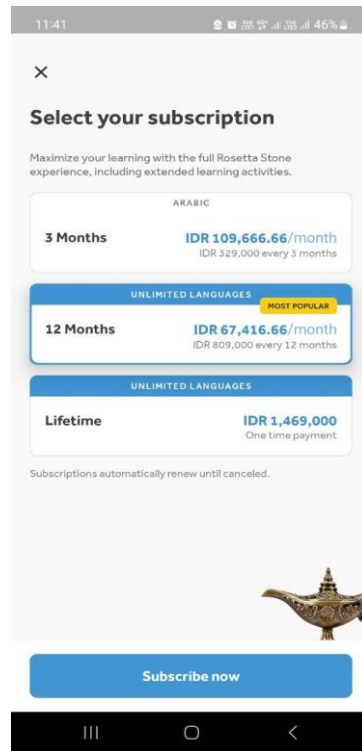 11:41
46%
Select your subscription
Maximize your learning with the full Rosetta Stone
experience, including extended learning activities.
ARABIC
3 Months
IDR 109,666.66/month
IDR 329,000 every 3 months
UNLIMITED LANGUAGES
MOST POPULAR
12 Months
IDR 67,416.66/month
IDR 809,000 every 12 months
UNLIMITED LANGUAGES
Lifetime
IDR 1,469,000
One time payment
Subscriptions automatically renew until canceled.
Subscribe now